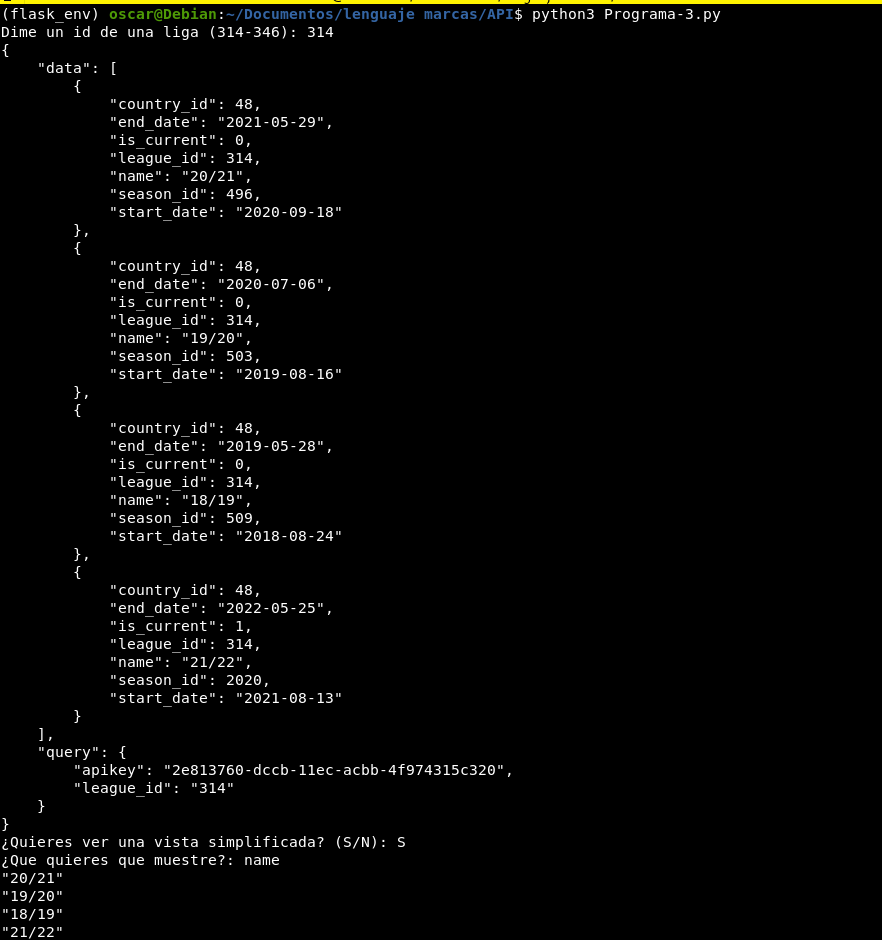 (flask_env) oscar@Debian:~/Documentos/lenguaje marcas/API$ python3 Programa-3.py
Dime un id de una liga (314-346): 314
{
    "data": [
        {
            "country_id": 48,
            "end_date": "2021-05-29",
            "is_current": 0,
            "league_id": 314,
            "name": "20/21",
            "season_id": 496,
            "start_date": "2020-09-18"
        },
        {
            "country_id": 48,
            "end_date": "2020-07-06",
            "is_current": 0,
            "league_id": 314,
            "name": "19/20",
            "season_id": 503,
            "start_date": "2019-08-16"
        },
        {
            "country_id": 48,
            "end_date": "2019-05-28",
            "is_current": 0,
            "league_id": 314,
            "name": "18/19",
            "season_id": 509,
            "start_date": "2018-08-24"
        },
        {
            "country_id": 48,
            "end_date": "2022-05-25",
            "is_current": 1,
            "league_id": 314,
            "name": "21/22",
            "season_id": 2020,
            "start_date": "2021-08-13"
        }
    ],
    "query": {
        "apikey": "2e813760-dccb-11ec-acbb-4f974315c320",
        "league_id": "314"
    }
}
¿Quieres ver una vista simplificada? (S/N): S
¿Que quieres que muestre?: name
"20/21"
"19/20"
"18/19"
"21/22"